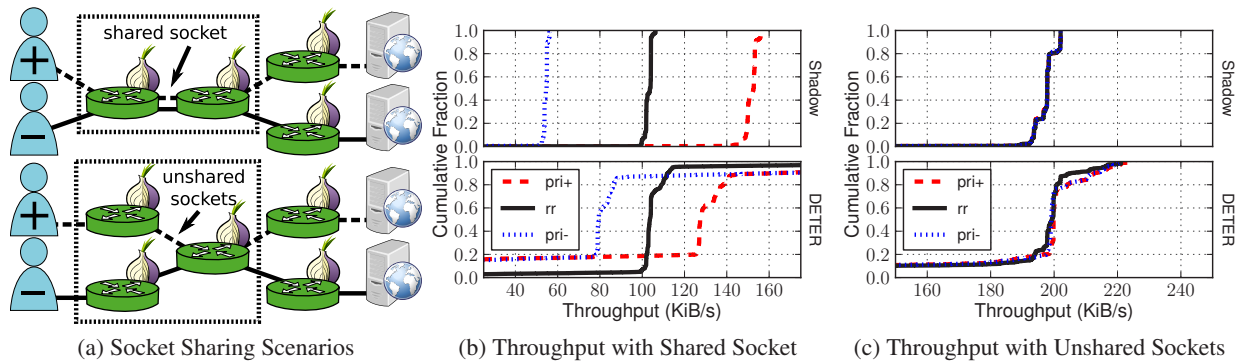 shared socket
+
−
unshared
sockets
+
−
(a) Socket Sharing Scenarios
Cumulative Fraction
1.0
0.8
0.6
0.4
0.2
0.0
Shadow
1.0
0.8
0.6
0.4
0.2
0.0
pri+
rr
pri-
DETER
40 60 80 100 120 140 160
Throughput (KiB/s)
(b) Throughput with Shared Socket
Cumulative Fraction
1.0
0.8
0.6
0.4
0.2
0.0
Shadow
1.0
0.8
0.6
0.4
0.2
0.0
pri+
rr
pri-
DETER
160 180 200 220 240
Throughput (KiB/s)
(c) Throughput with Unshared Sockets